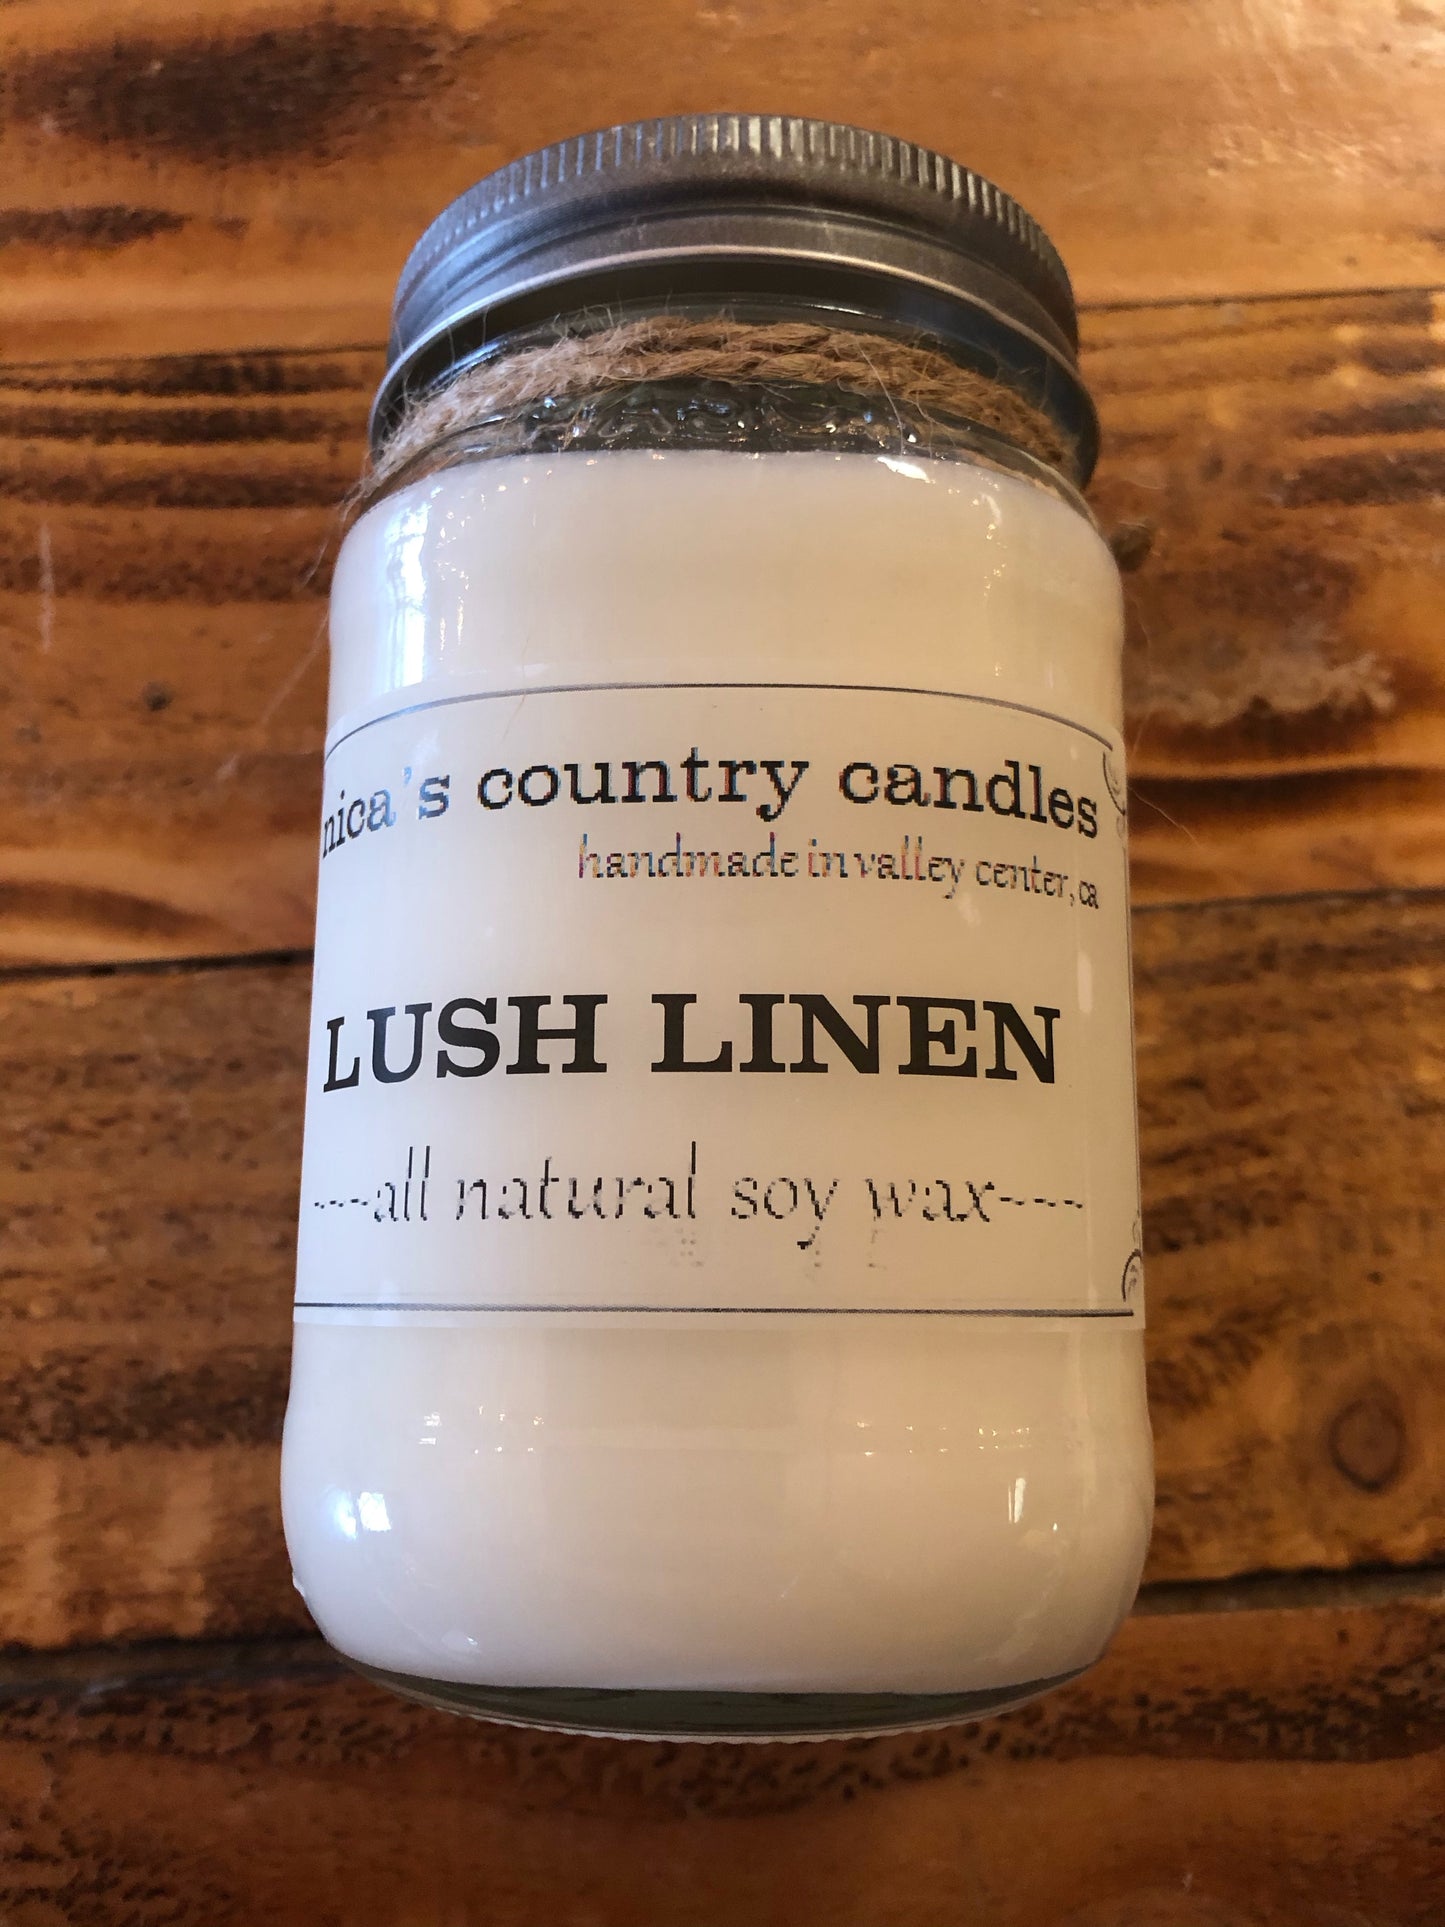 nica's country candles
handmade in valley center, ca
LUSH LINEN
---all natural soy wax---